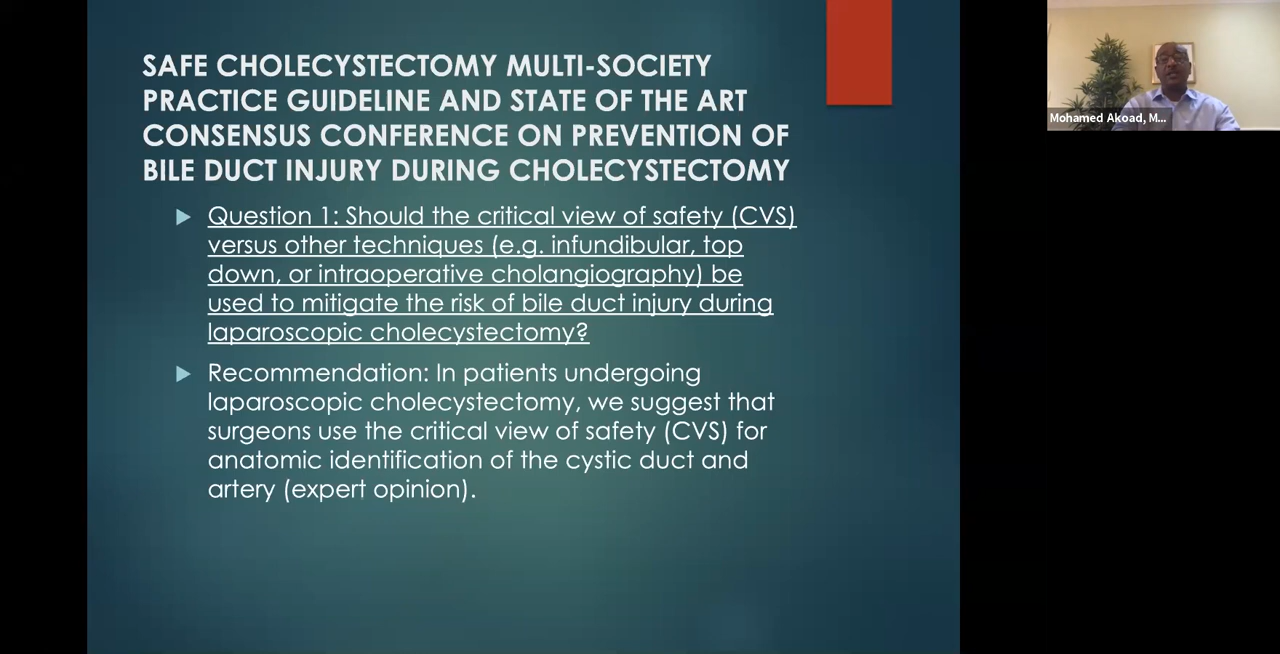 SAFE CHOLECYSTECTOMY MULTI-SOCIETY
PRACTICE GUIDELINE AND STATE OF THE ART
CONSENSUS CONFERENCE ON PREVENTION OF
BILE DUCT INJURY DURING CHOLECYSTECTOMY
Question 1: Should the critical view of safety (CVS)
versus other techniques (e.g. infundibular, top
down, or intraoperative cholangiography) be
used to mitigate the risk of bile duct injury during
laparoscopic cholecystectomy?
Recommendation: In patients undergoing
laparoscopic cholecystectomy, we suggest that
surgeons use the critical view of safety (CVS) for
anatomic identification of the cystic duct and
artery (expert opinion).
Mohamed Akoad, M...